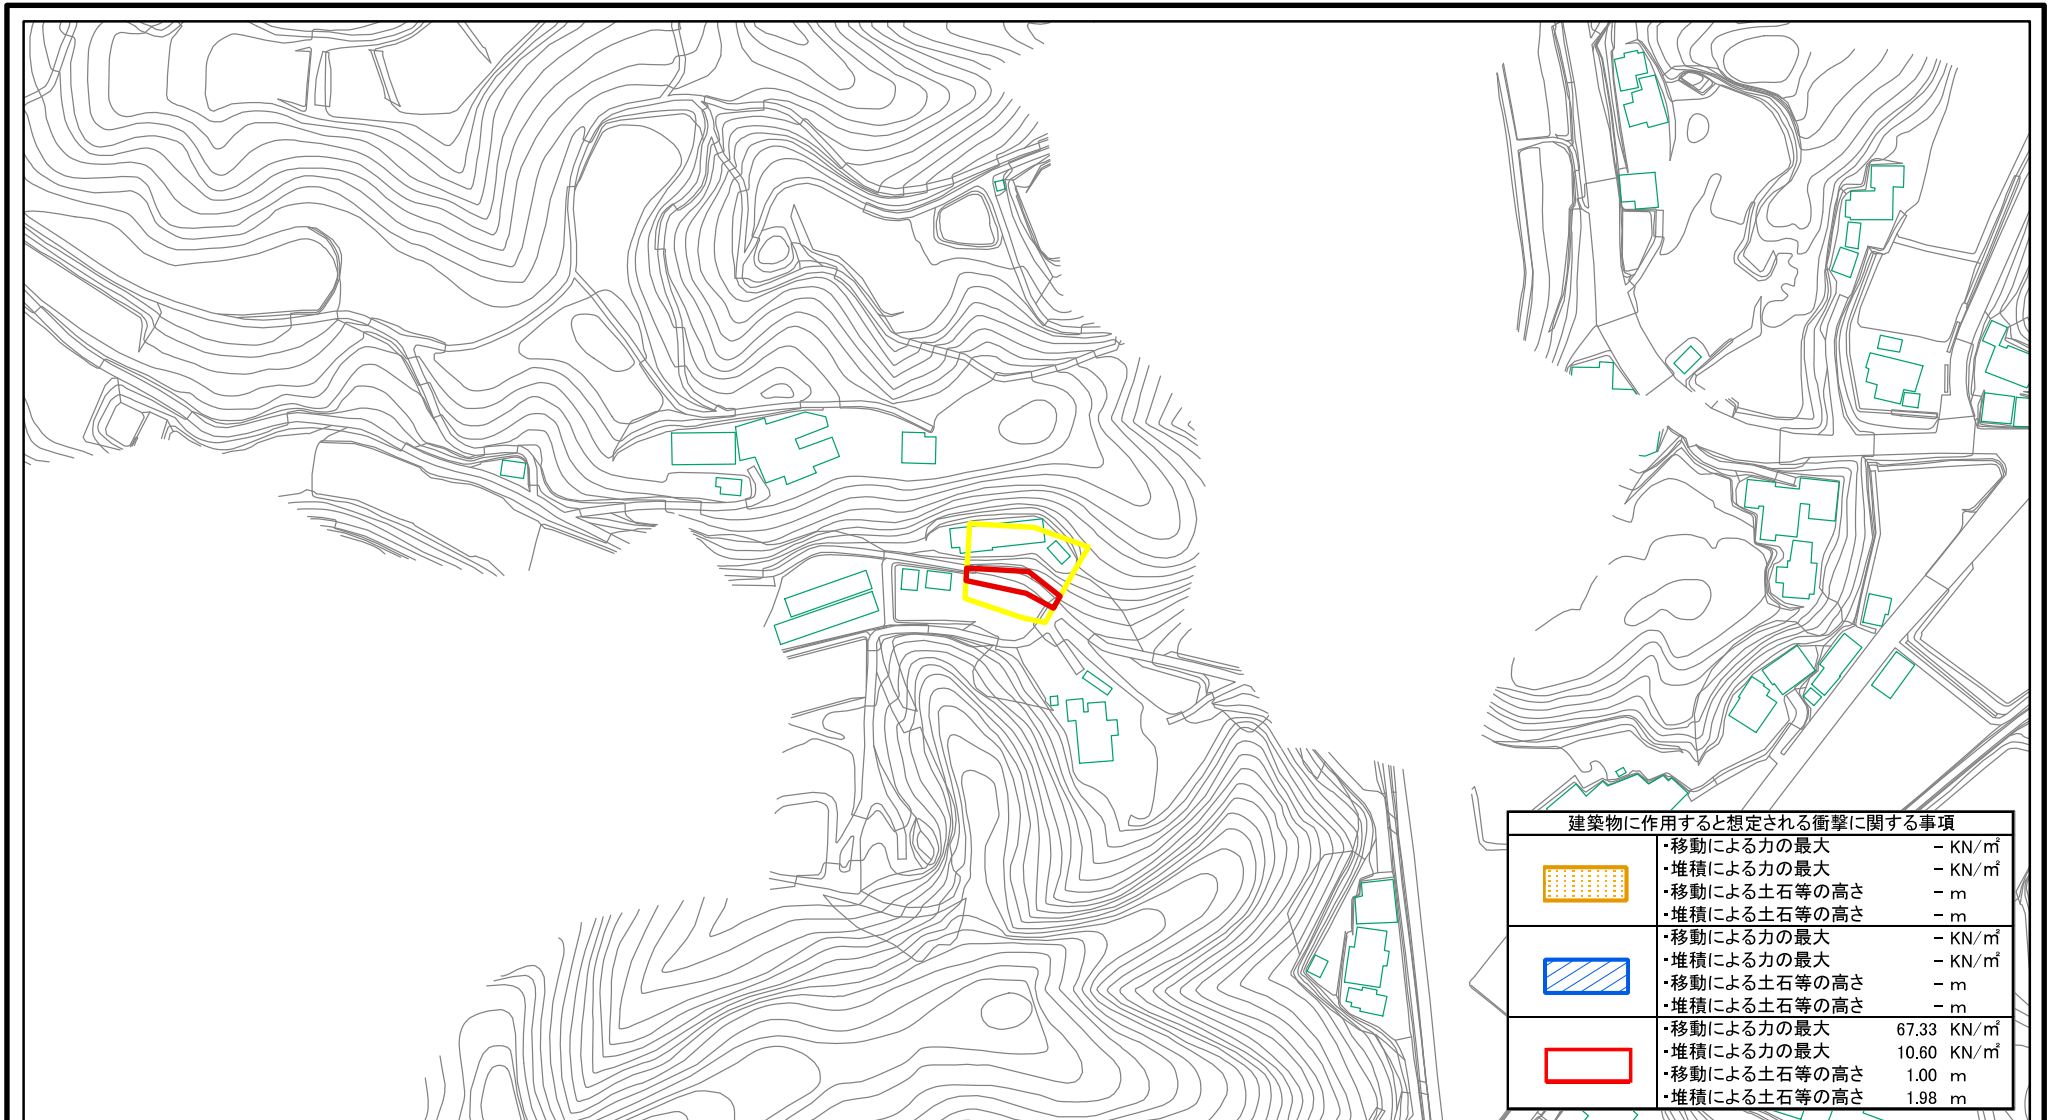 建築物に作用すると想定される衝撃に関する事項
・移動による力の最大 － KN/㎡
・堆積による力の最大 － KN/㎡
・移動による土石等の高さ － m
・堆積による土石等の高さ － m
・移動による力の最大 － KN/㎡
・堆積による力の最大 － KN/㎡
・移動による土石等の高さ － m
・堆積による土石等の高さ － m
・移動による力の最大 67.33 KN/㎡
・堆積による力の最大 10.60 KN/㎡
・移動による土石等の高さ 1.00 m
・堆積による土石等の高さ 1.98 m